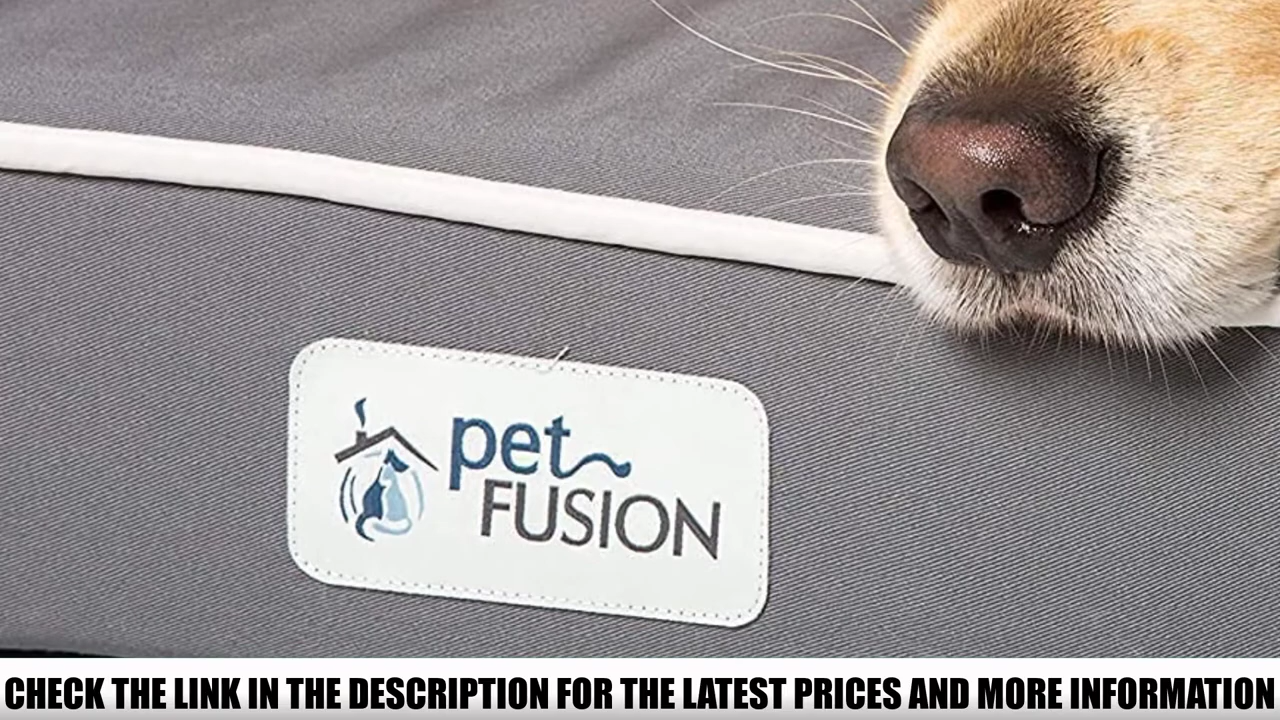 pet
FUSION
CHECK THE LINK IN THE DESCRIPTION FOR THE LATEST PRICES AND MORE INFORMATION